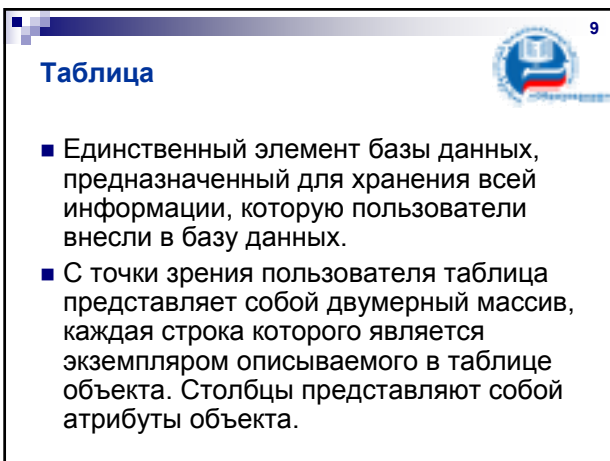 9
Таблица
Единственный элемент базы данных,
предназначенный для хранения всей
информации, которую пользователи
внесли в базу данных.
С точки зрения пользователя таблица
представляет собой двумерный массив,
каждая строка которого является
экземпляром описываемого в таблице
объекта. Столбцы представляют собой
атрибуты объекта.